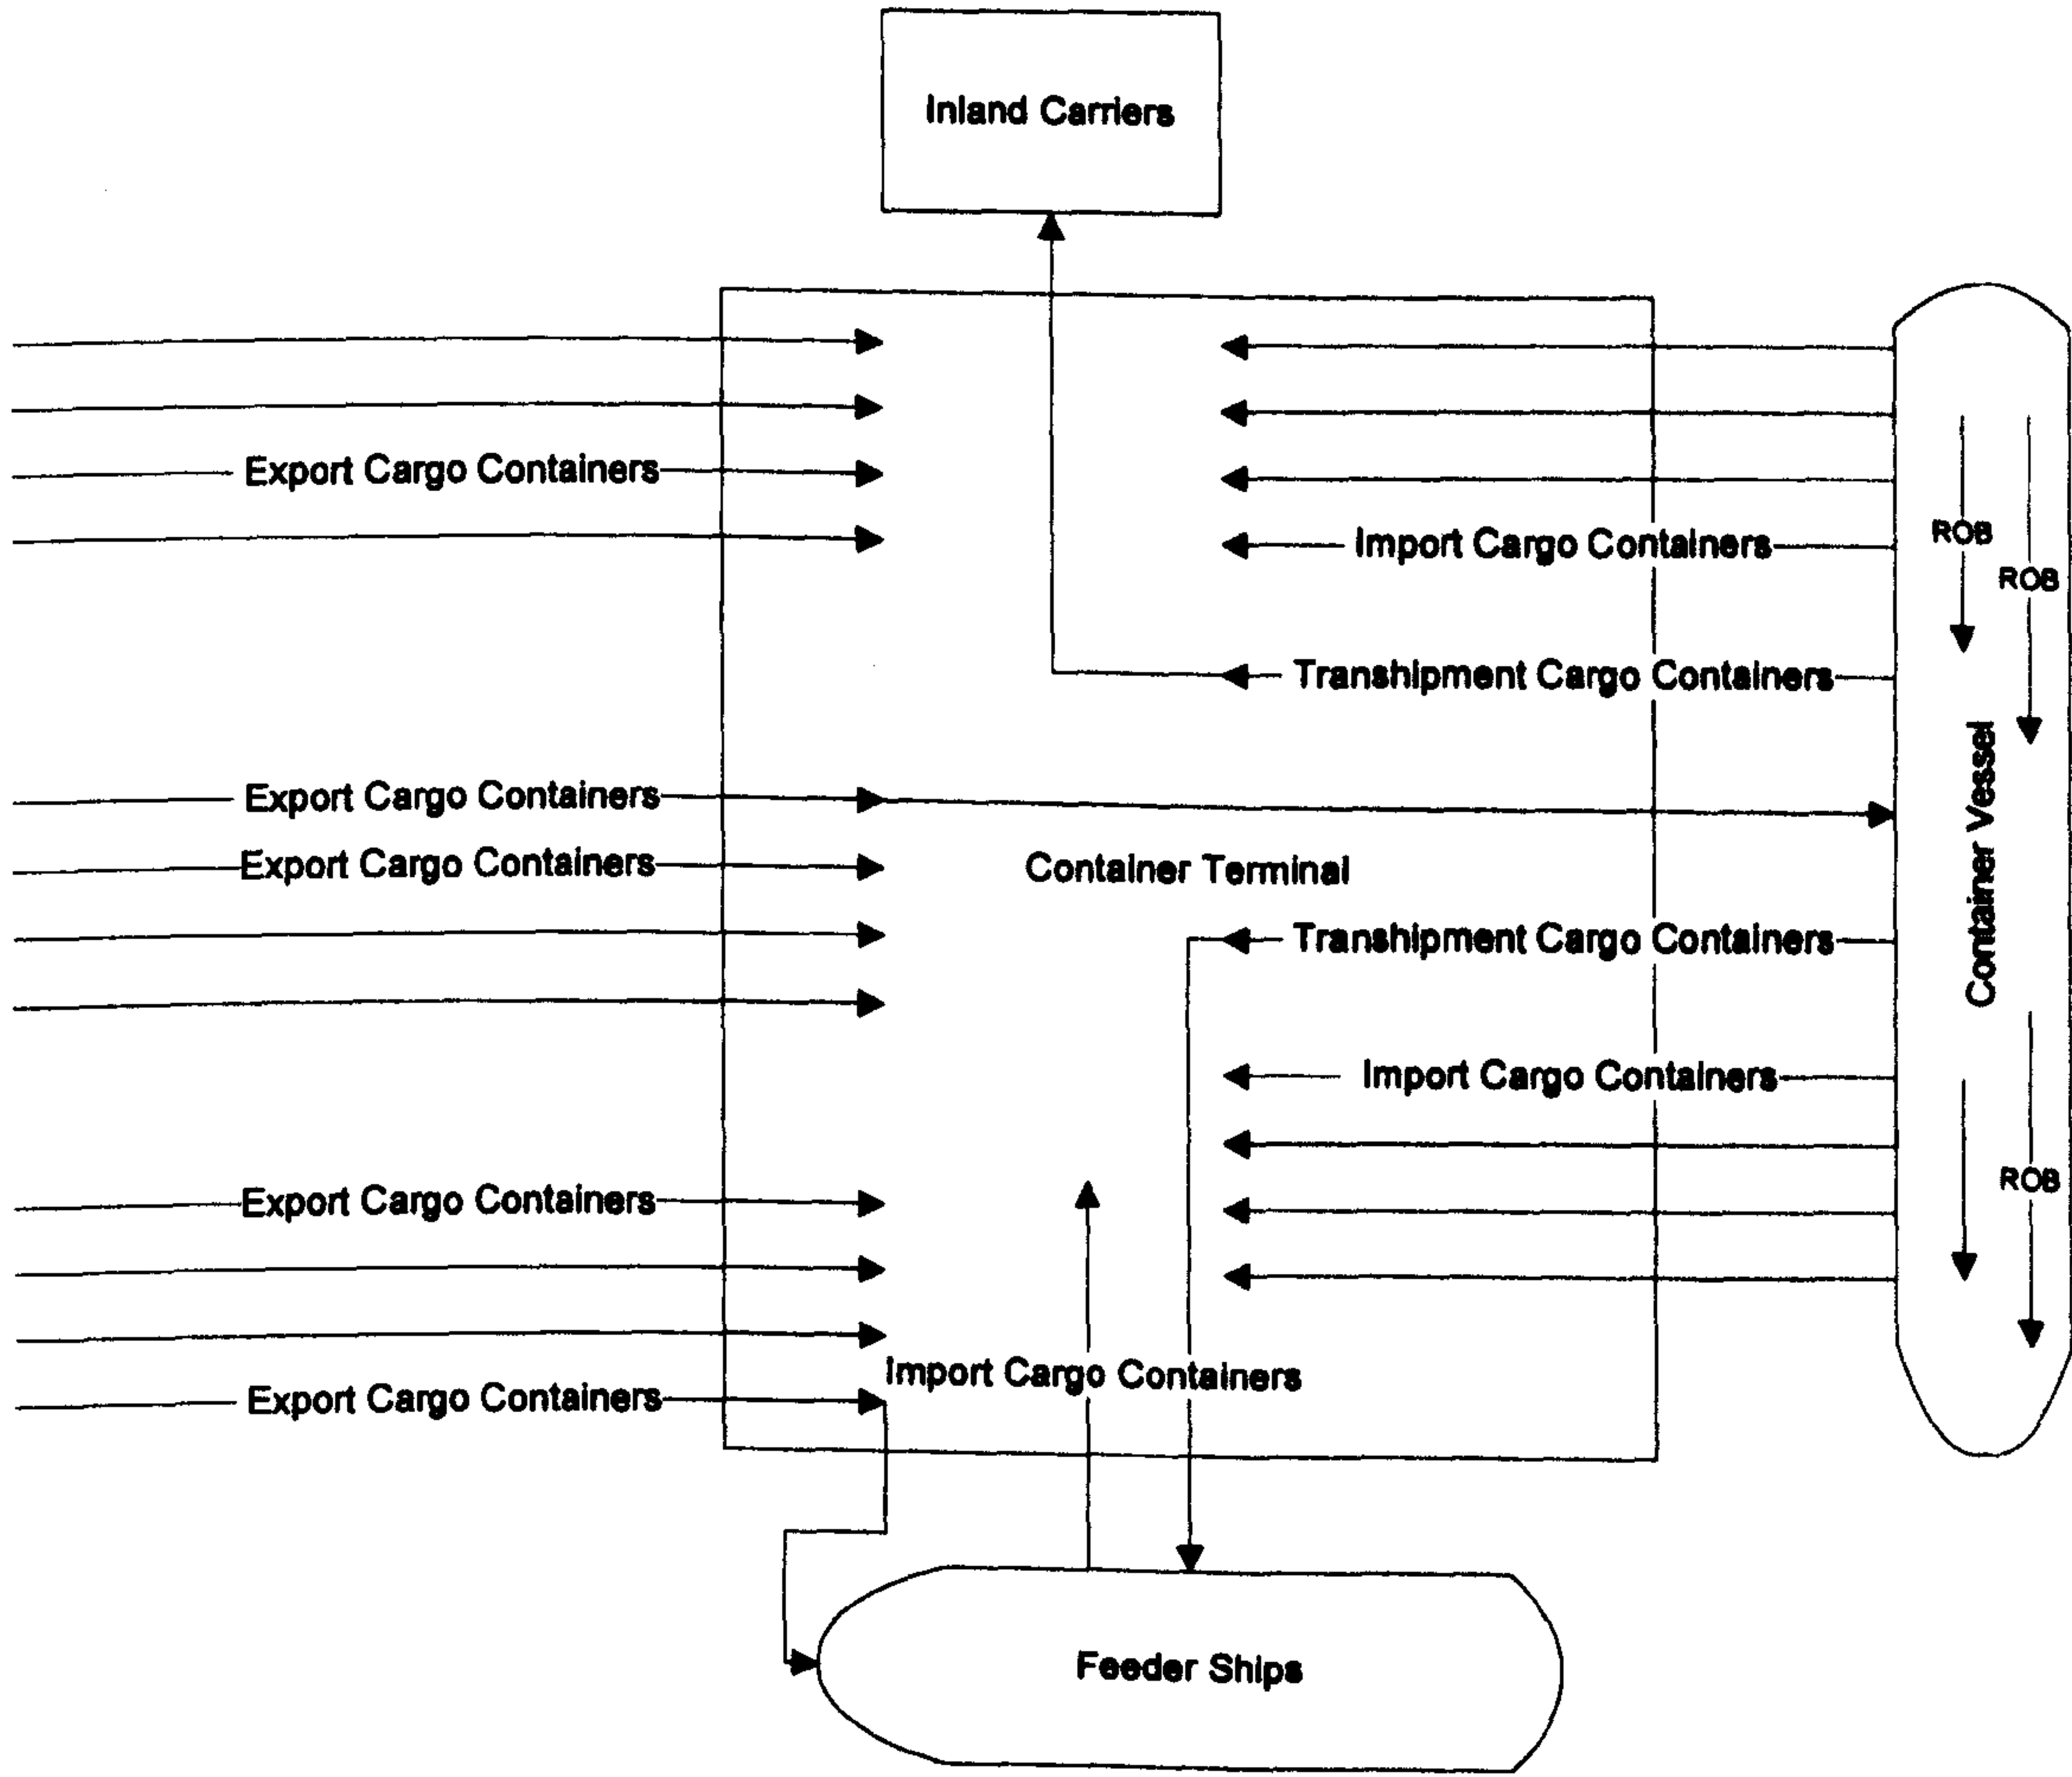 Inland Carriers
Export Cargo Containers
Import Cargo Containers
ROB
ROB
Transhipment Cargo Containers
Container Vessel
Export Cargo Containers
Export Cargo Containers
Container Terminal
Transhipment Cargo Containers
Import Cargo Containers
ROB
Export Cargo Containers
Import Cargo Containers
Export Cargo Containers
Feeder Ships